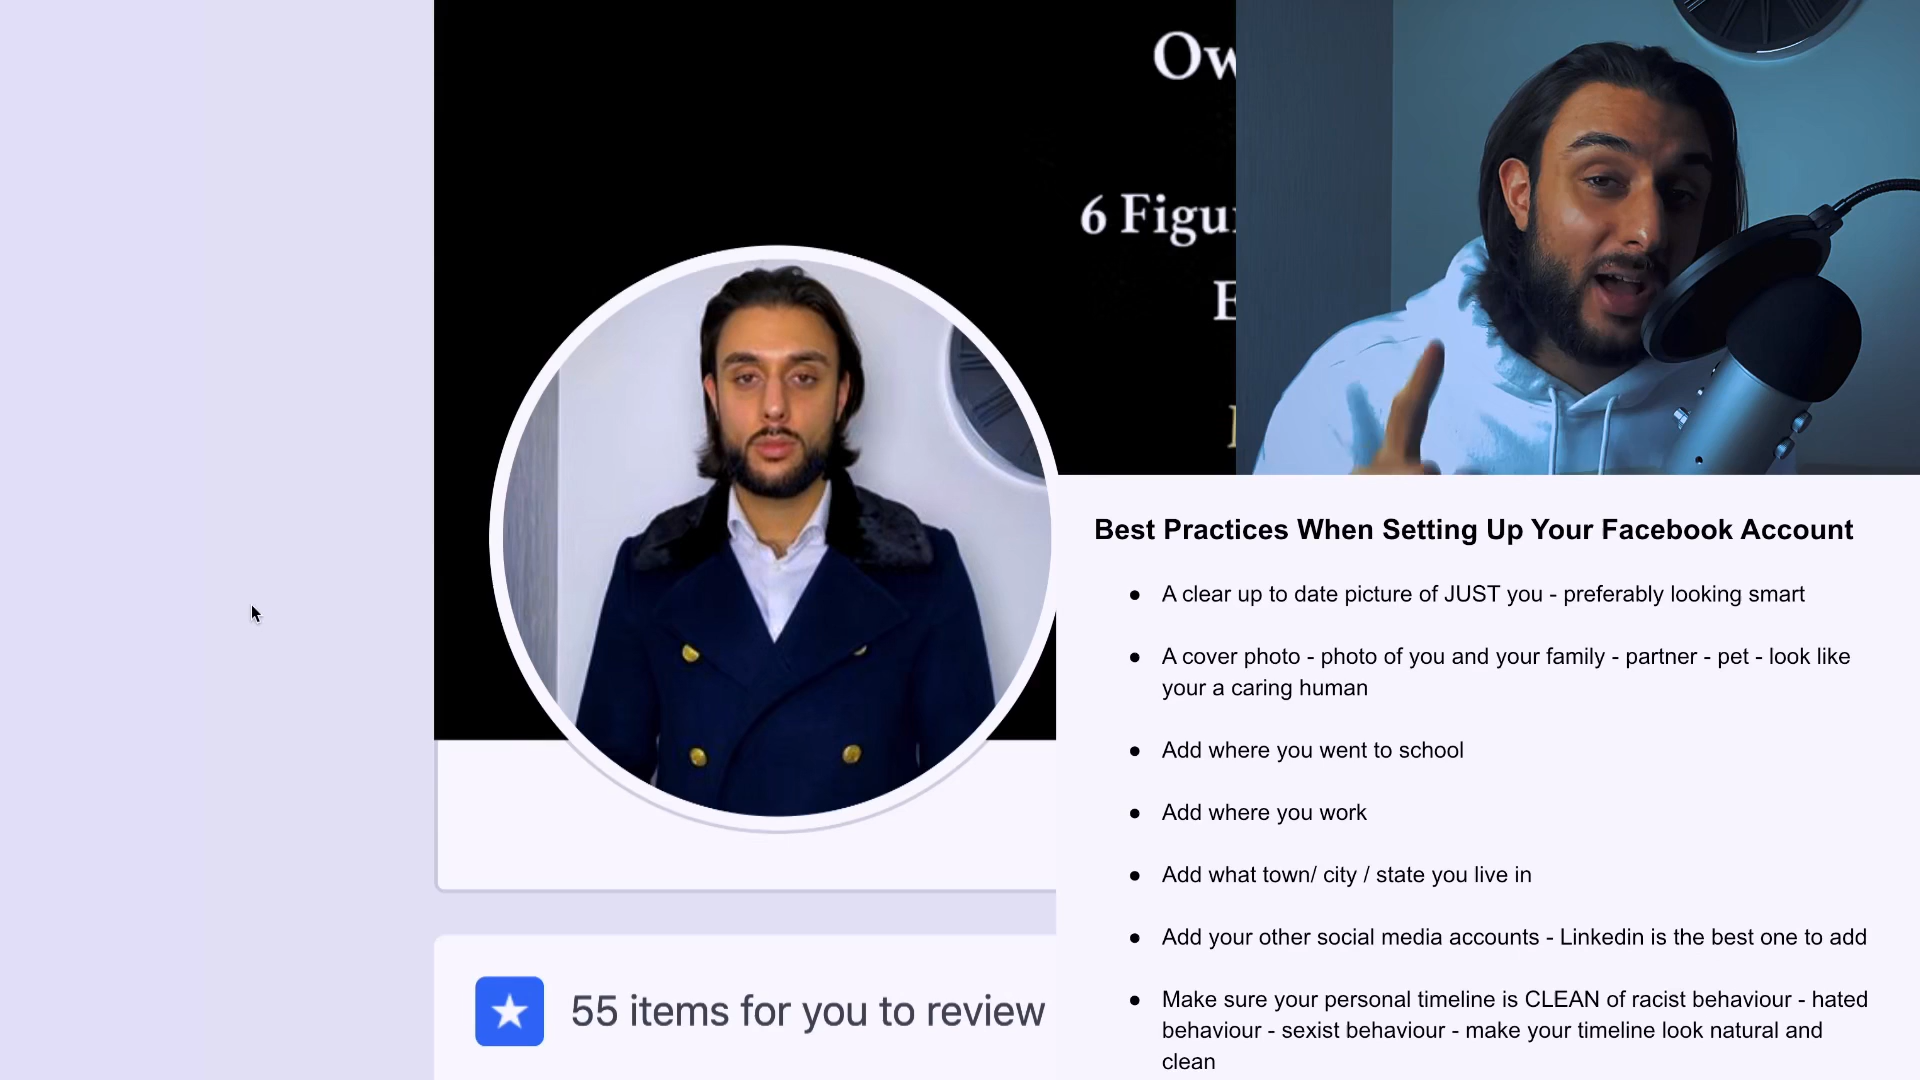 Ow
6 Figu
E
Best Practices When Setting Up Your Facebook Account
● A clear up to date picture of JUST you - preferably looking smart
● A cover photo - photo of you and your family - partner - pet - look like
your a caring human
● Add where you went to school
● Add where you work
● Add what town/ city / state you live in
● Add your other social media accounts - Linkedin is the best one to add
● Make sure your personal timeline is CLEAN of racist behaviour - hated
behaviour - sexist behaviour - make your timeline look natural and
clean
55 items for you to review